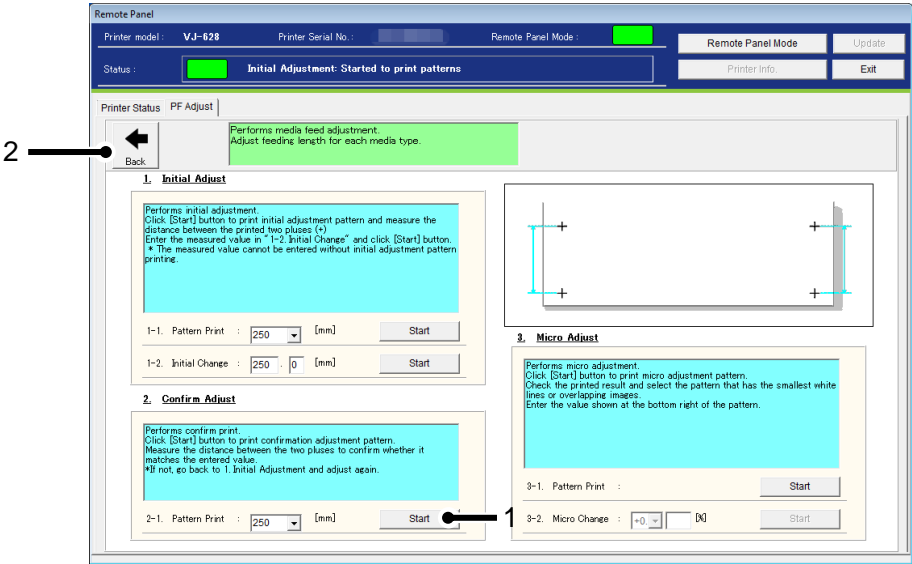 Remote Panel
Printer model : VJ-628 Printer Serial No. : Remote Panel Mode :
Remote Panel Mode Update
Status : Initial Adjustment: Started to print patterns
Printer Info. Exit
Printer Status PF Adjust
2
Back
Performs media feed adjustment.
Adjust feeding length for each media type.
1. Initial Adjust
Performs initial adjustment.
Click [Start] button to print initial adjustment pattern and measure the
distance between the printed two pluses (+)
Enter the measured value in "1-2. Initial Change" and click [Start] button.
* The measured value cannot be entered without initial adjustment pattern
printing.
1-1. Pattern Print : 250 [mm] Start
1-2. Initial Change : 250 . 0 [mm] Start
2. Confirm Adjust
Performs confirm print.
Click [Start] button to print confirmation adjustment
pattern.
Measure the distance between the two pluses to confirm whether it
matches the entered value.
*If not, go back to 1. Initial Adjustment and adjust again.
2-1. Pattern Print : 250 [mm] Start
1
3. Micro Adjust
Performs micro adjustment.
Click [Start] button to print micro adjustment pattern.
Check the printed result and select the pattern that has the smallest white
lines or overlapping images.
Enter the value shown at the bottom right of the pattern.
3-1. Pattern Print : Start
3-2. Micro Change : +0. [%] Start